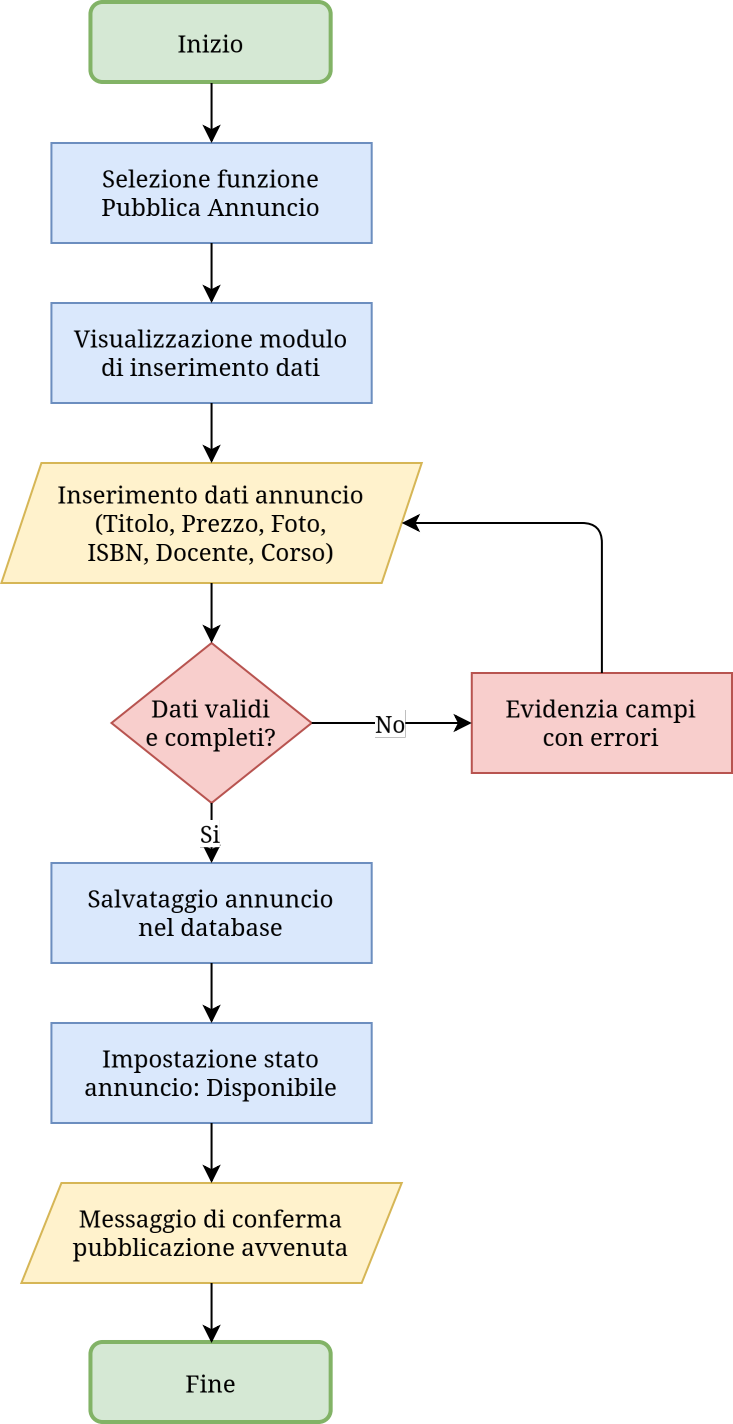 Inizio
Selezione funzione
Pubblica Annuncio
Visualizzazione modulo
di inserimento dati
Inserimento dati annuncio
(Titolo, Prezzo, Foto,
ISBN, Docente, Corso)
Dati validi
e completi?
No
Evidenzia campi
con errori
Si
Salvataggio annuncio
nel database
Impostazione stato
annuncio: Disponibile
Messaggio di conferma
pubblicazione avvenuta
Fine